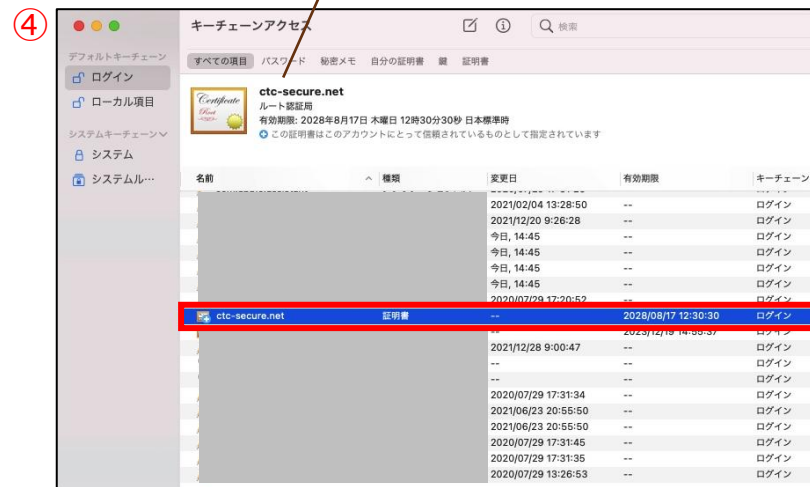 ④
キーチェーンアクセス
検索
デフォルトキーチェーン
すべての項目 パスワード 秘密メモ 自分の証明書 鍵 証明書
ログイン
ローカル項目
システムキーチェーン
システム
システムル…
Certificate
Root
ctc-secure.net
ルート認証局
有効期限: 2028年8月17日 木曜日 12時30分30秒 日本標準時
この証明書はこのアカウントにとって信頼されているものとして指定されています
名前 種類 変更日 有効期限 キーチェーン
2021/02/04 13:28:50 -- ログイン
2021/12/20 9:26:28 -- ログイン
今日, 14:45 -- ログイン
今日, 14:45 -- ログイン
今日, 14:45 -- ログイン
今日, 14:45 -- ログイン
2020/07/29 17:20:52 -- ログイン
ctc-secure.net 証明書 -- 2028/08/17 12:30:30 ログイン
-- 2023/12/19 14:55:37 ログイン
2021/12/28 9:00:47 -- ログイン
-- -- ログイン
-- -- ログイン
2020/07/29 17:31:34 -- ログイン
2021/06/23 20:55:50 -- ログイン
2021/06/23 20:55:50 -- ログイン
2020/07/29 17:31:45 -- ログイン
2020/07/29 17:31:35 -- ログイン
2020/07/29 13:26:53 -- ログイン